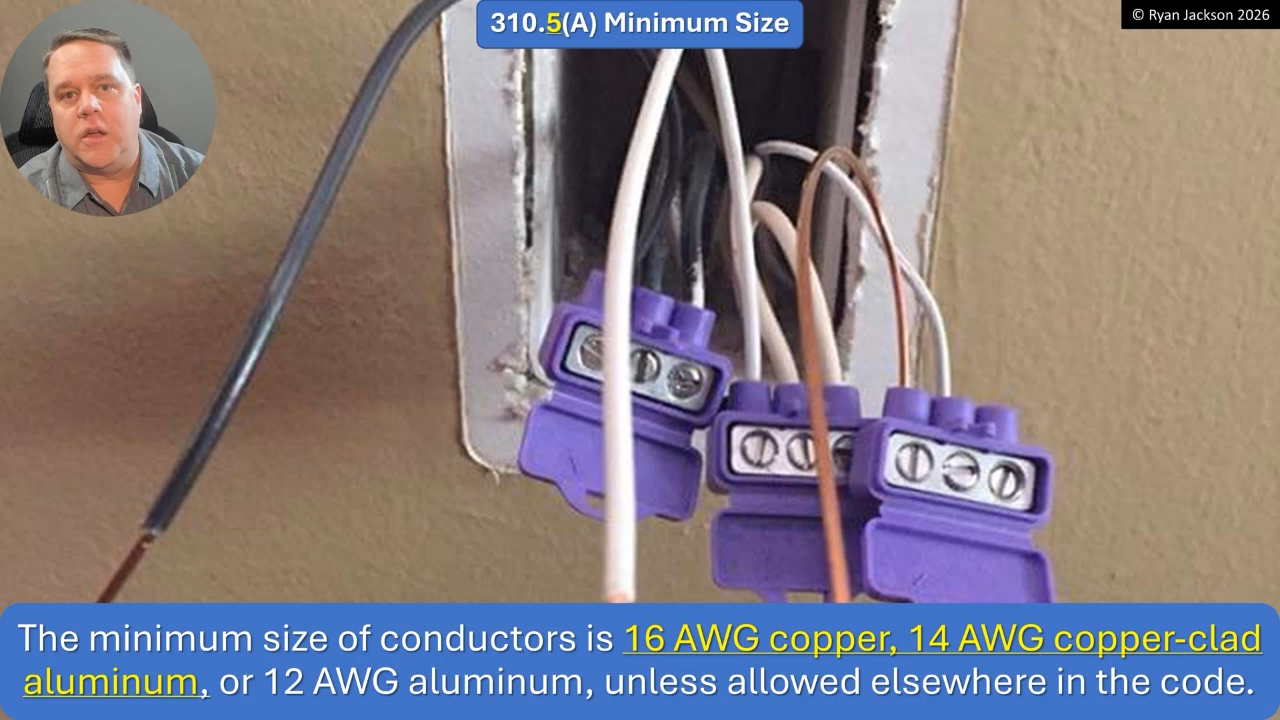 310.5(A) Minimum Size
© Ryan Jackson 2026
The minimum size of conductors is 16 AWG copper, 14 AWG copper-clad
aluminum, or 12 AWG aluminum, unless allowed elsewhere in the code.